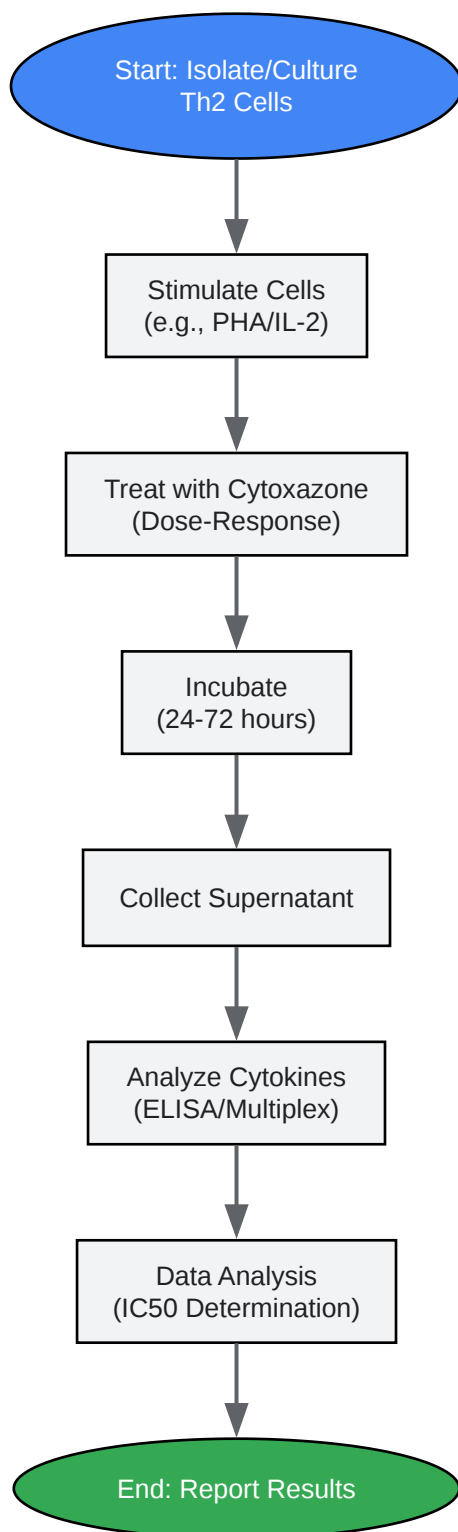 Start: Isolate/Culture
Th2 Cells
Stimulate Cells
(e.g., PHA/IL-2)
Treat with Cytoxazone
(Dose-Response)
Incubate
(24-72 hours)
Collect Supernatant
Analyze Cytokines
(ELISA/Multiplex)
Data Analysis
(IC50 Determination)
End: Report Results